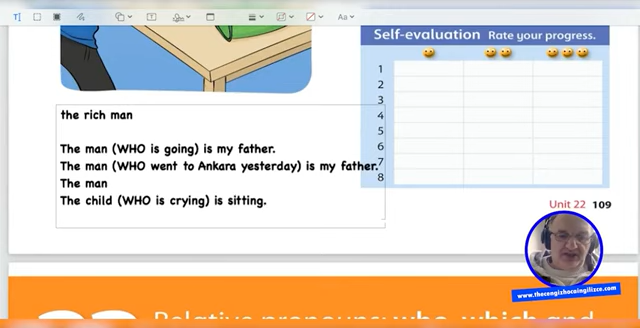 Aa
Self-evaluation Rate your progress.
1
2
3
4
5
6
7
8
the rich man
The man (WHO is going) is my father.
The man (WHO went to Ankara yesterday) is my father.
The man
The child (WHO is crying) is sitting.
Unit 22 109
www.thecengizhocaingilizce.com
Relative pronouns: who, which and